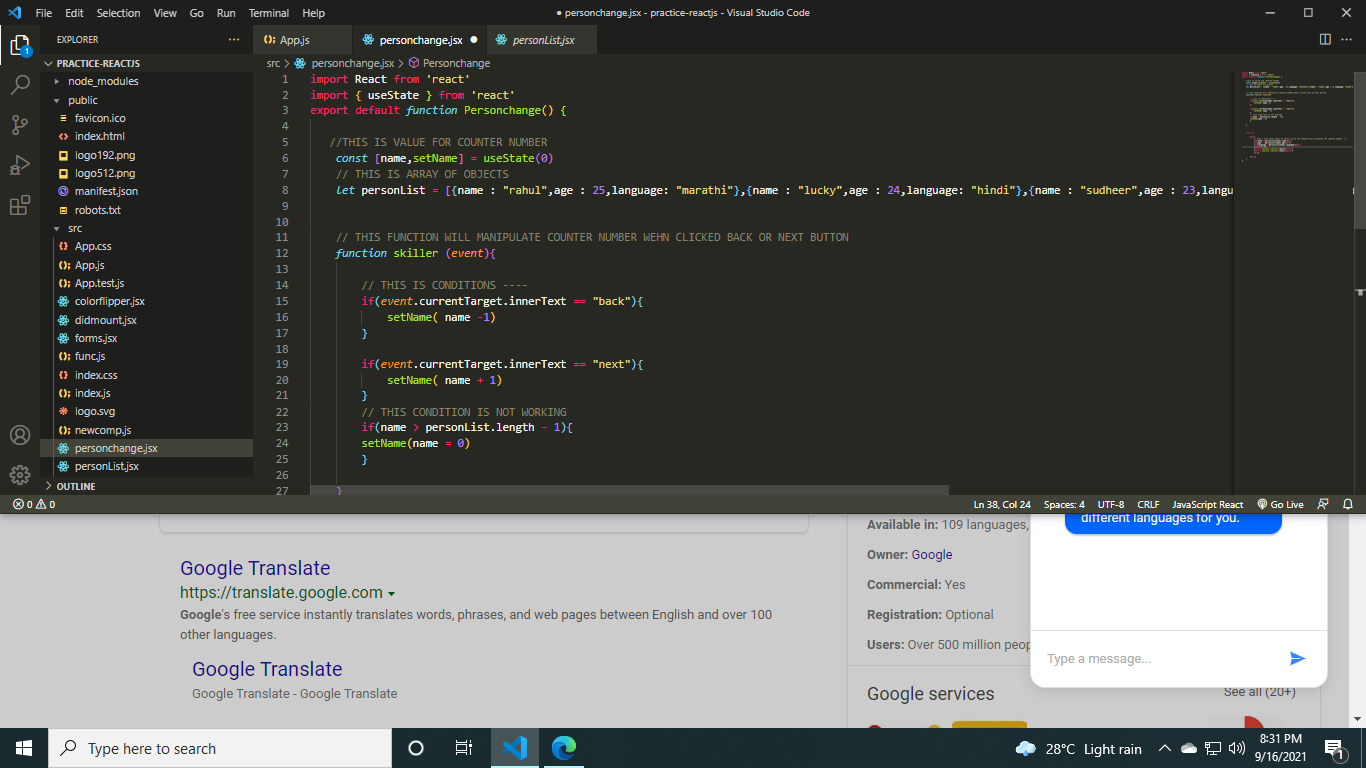 File Edit Selection View Go Run Terminal Help
● personchange.jsx - practice-reactjs - Visual Studio Code
EXPLORER
App.js personchange.jsx personList.jsx
PRACTICE-REACTJS
node_modules
public
favicon.ico
index.html
logo192.png
logo512.png
manifest.json
robots.txt
src
App.css
App.js
App.test.js
colorflipper.jsx
didmount.jsx
forms.jsx
func.js
index.css
index.js
logo.svg
newcomp.js
personchange.jsx
personList.jsx
OUTLINE
src > personchange.jsx > Personchange
1 import React from 'react'
2 import { useState } from 'react'
3 export default function Personchange() {
4
5 //THIS IS VALUE FOR COUNTER NUMBER
6 const [name,setName] = useState(0)
7 // THIS IS ARRAY OF OBJECTS
8 let personList = [{name : "rahul",age : 25,language: "marathi"},{name : "lucky",age : 24,language: "hindi"},{name : "sudheer",age : 23,langu
9
10
11 // THIS FUNCTION WILL MANIPULATE COUNTER NUMBER WEHN CLICKED BACK OR NEXT BUTTON
12 function skiller (event){
13
14 // THIS IS CONDITIONS ----
15 if(event.currentTarget.innerText == "back"){
16 setName( name -1)
17 }
18
19 if(event.currentTarget.innerText == "next"){
20 setName( name + 1)
21 }
22 // THIS CONDITION IS NOT WORKING
23 if(name > personList.length - 1){
24 setName(name = 0)
25 }
26
27 }
0 0
Ln 38, Col 24 Spaces: 4 UTF-8 CRLF JavaScript React Go Live
Google Translate
https://translate.google.com
Google's free service instantly translates words, phrases, and web pages between English and over 100
other languages.
Google Translate
Google Translate - Google Translate
Available in: 109 languages,
Owner: Google
Commercial: Yes
Registration: Optional
Users: Over 500 million peop
Google services
See all (20+)
different languages for you.
Type a message...
Type here to search
28°C Light rain
8:31 PM
9/16/2021
1